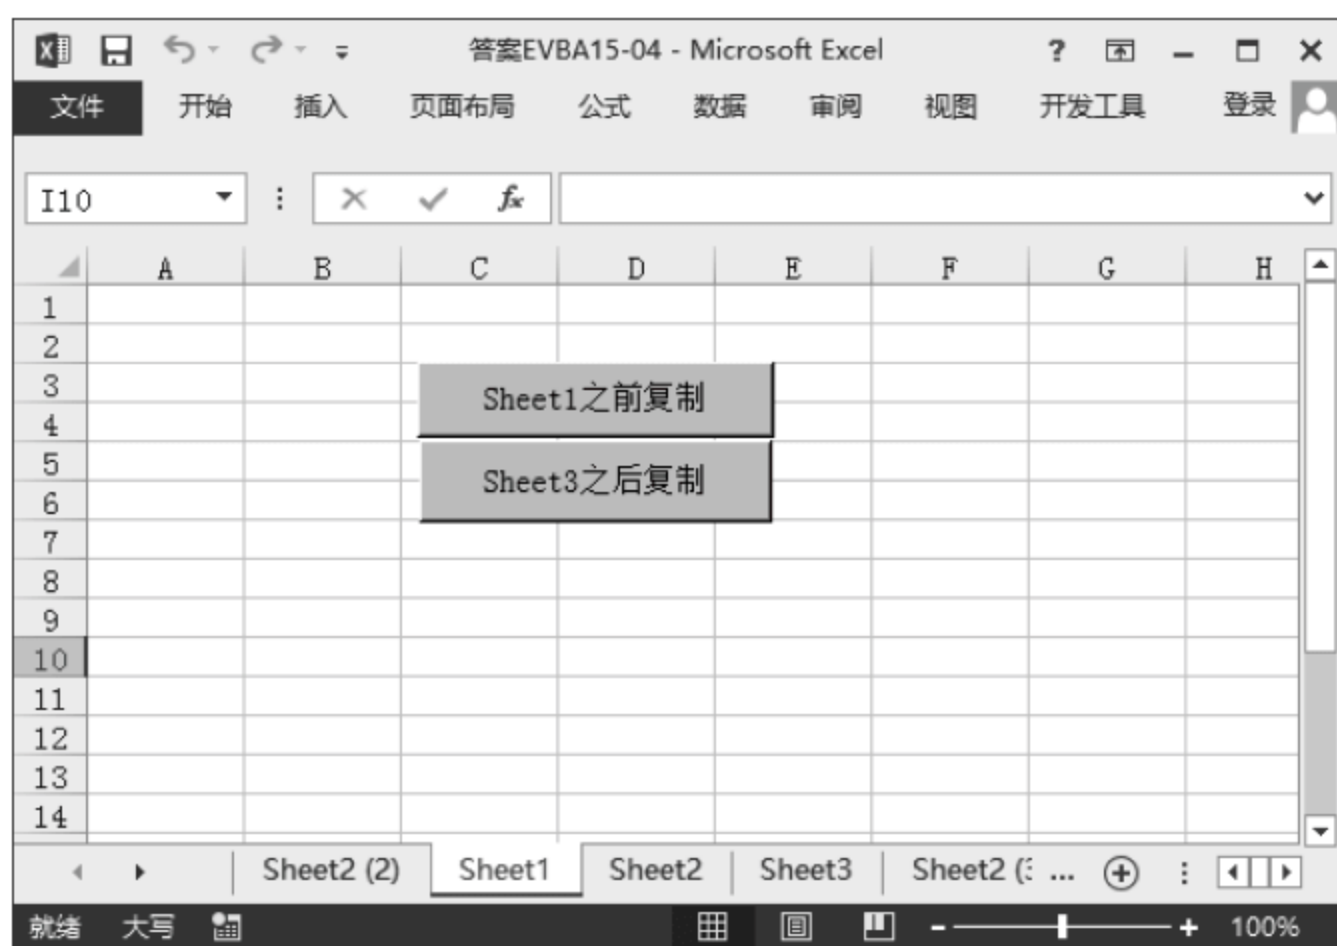 答案EVBA15-04 - Microsoft Excel ?
文件 开始 插入 页面布局 公式 数据 审阅 视图 开发工具 登录
I10 fx
A B C D E F G H
1
2
3
Sheet1之前复制
4
5
Sheet3之后复制
6
7
8
9
10
11
12
13
14
Sheet2 (2) Sheet1 Sheet2 Sheet3 Sheet2 (3 ...
就绪 大写 100%